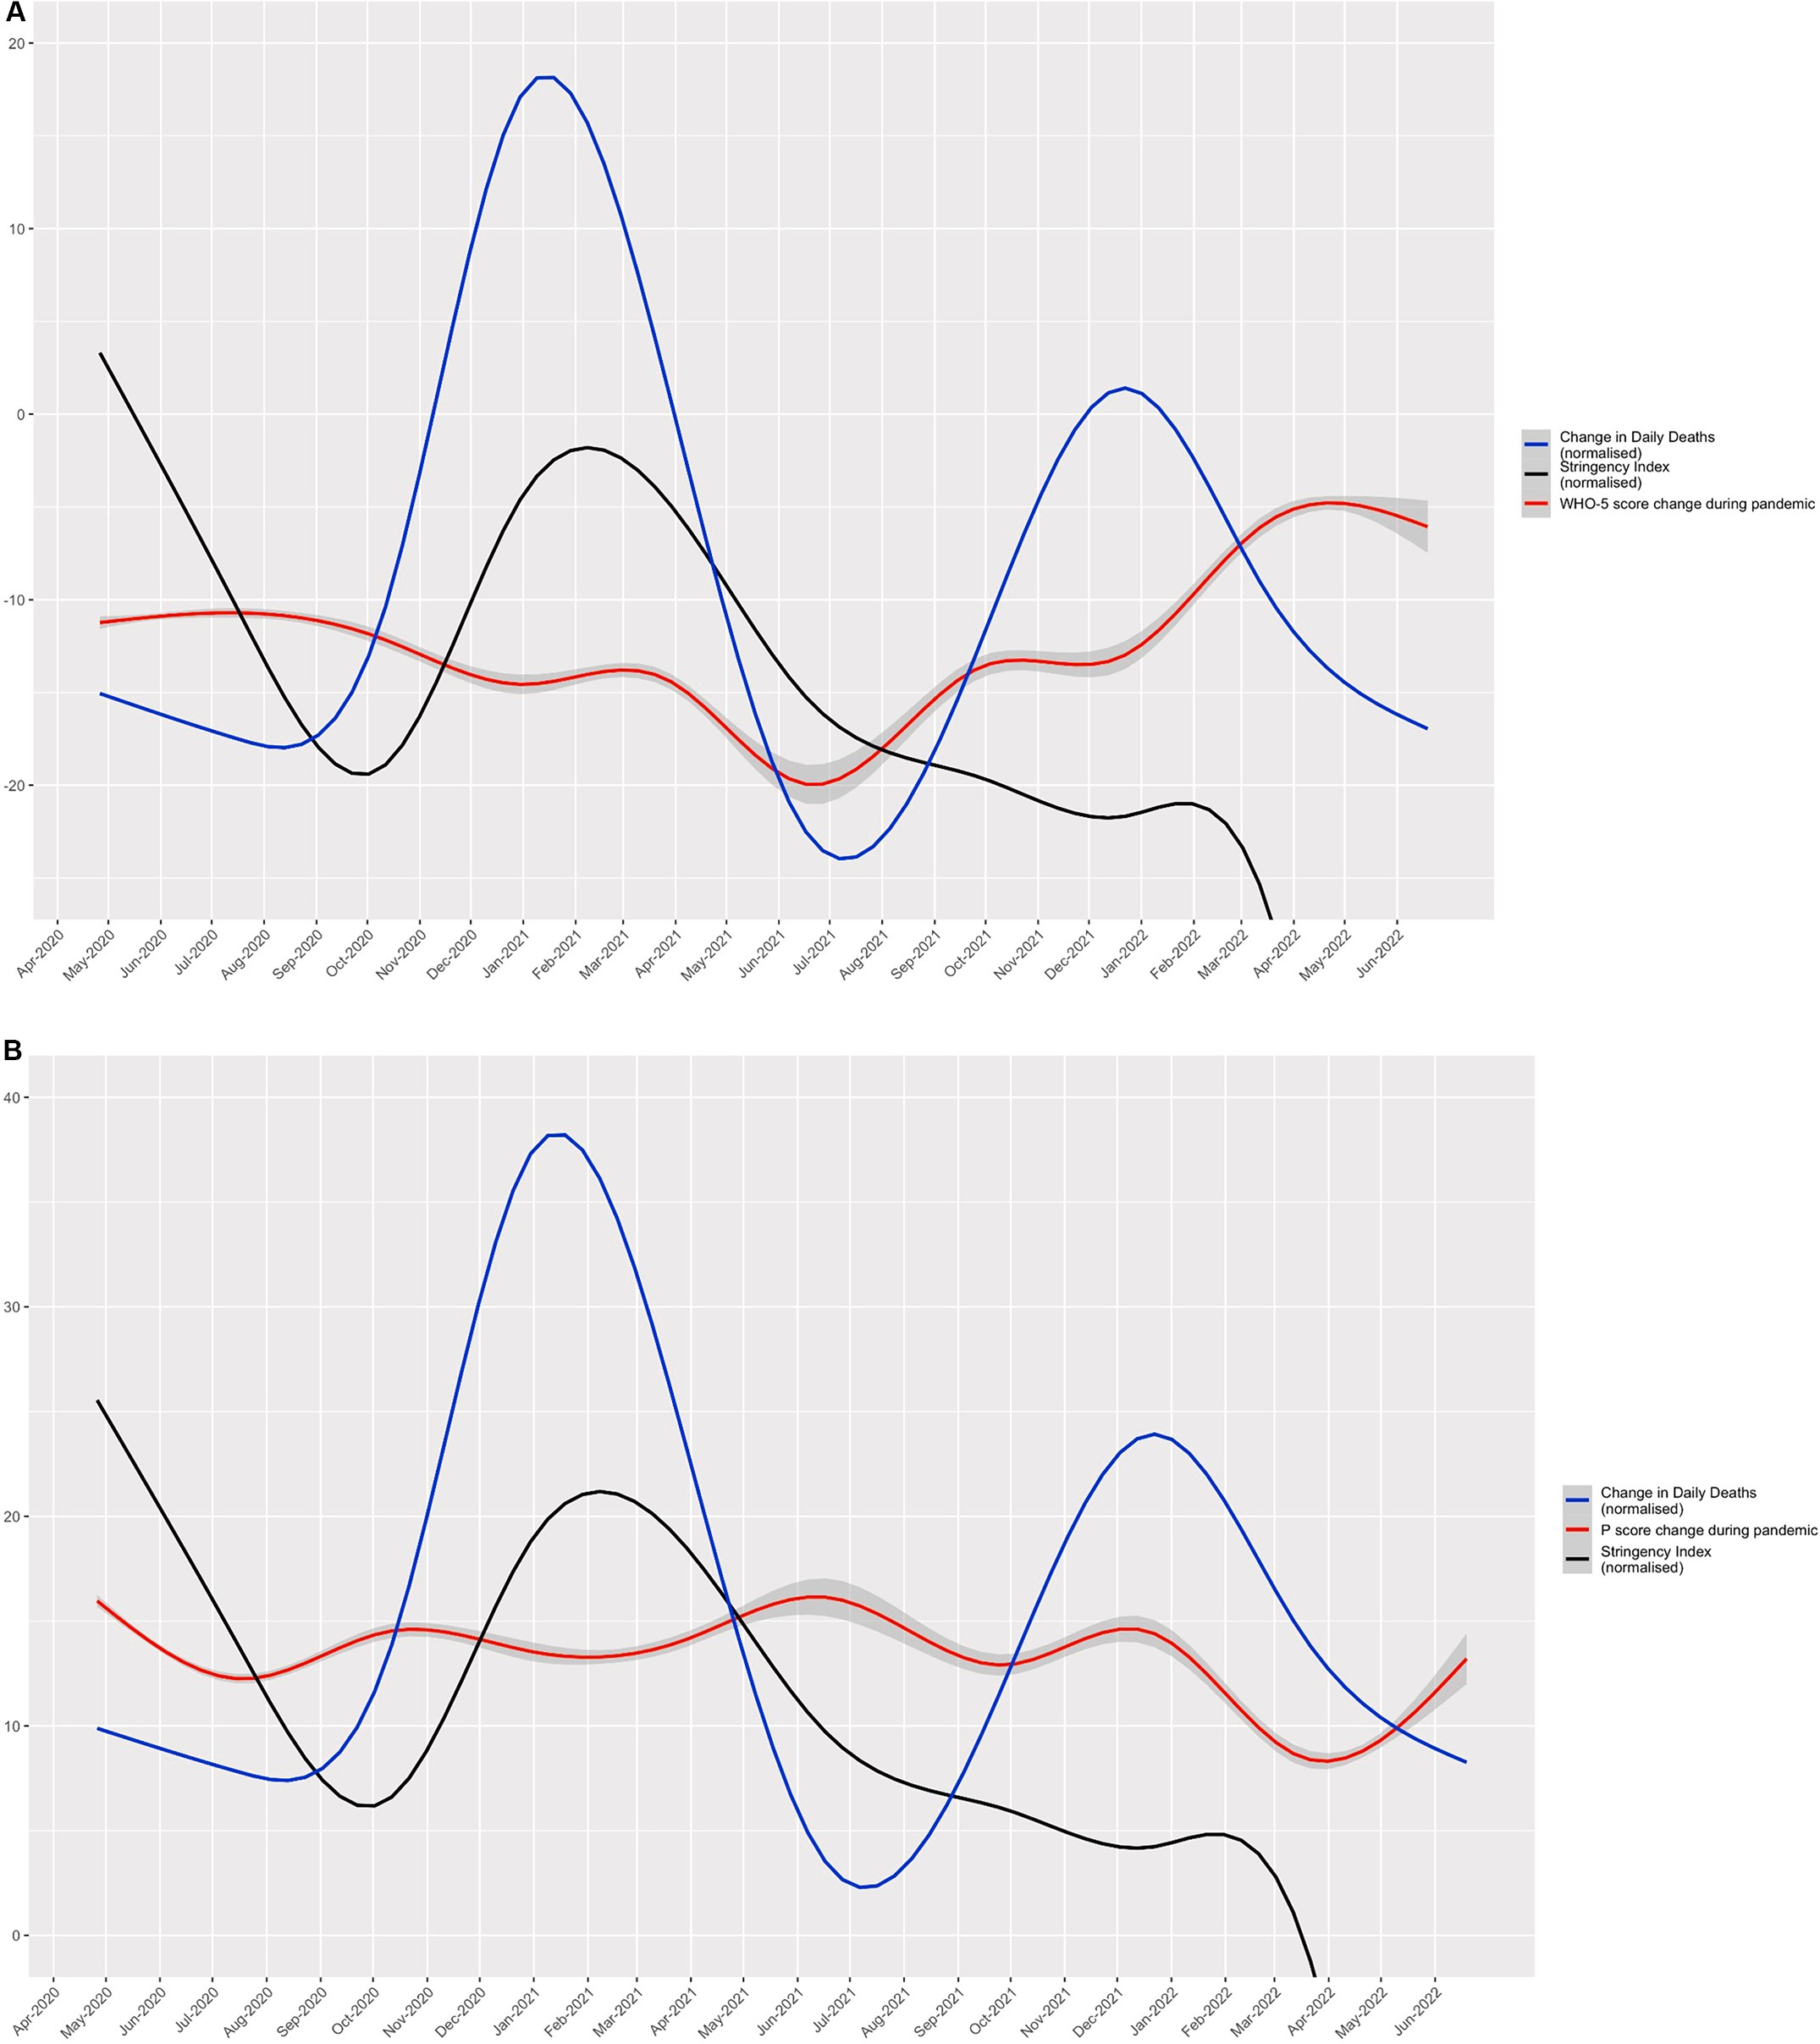 A
20
10
0
-10
-20
Apr-2020
May-2020
Jun-2020
Jul-2020
Aug-2020
Sep-2020
Oct-2020
Nov-2020
Dec-2020
Jan-2021
Feb-2021
Mar-2021
Apr-2021
May-2021
Jun-2021
Jul-2021
Aug-2021
Sep-2021
Oct-2021
Nov-2021
Dec-2021
Jan-2022
Feb-2022
Mar-2022
Apr-2022
May-2022
Jun-2022
Change in Daily Deaths
(normalised)
Stringency Index
(normalised)
WHO-5 score change during pandemic
B
40
30
20
10
0
Apr-2020
May-2020
Jun-2020
Jul-2020
Aug-2020
Sep-2020
Oct-2020
Nov-2020
Dec-2020
Jan-2021
Feb-2021
Mar-2021
Apr-2021
May-2021
Jun-2021
Jul-2021
Aug-2021
Sep-2021
Oct-2021
Nov-2021
Dec-2021
Jan-2022
Feb-2022
Mar-2022
Apr-2022
May-2022
Jun-2022
Change in Daily Deaths
(normalised)
P score change during pandemic
Stringency Index
(normalised)